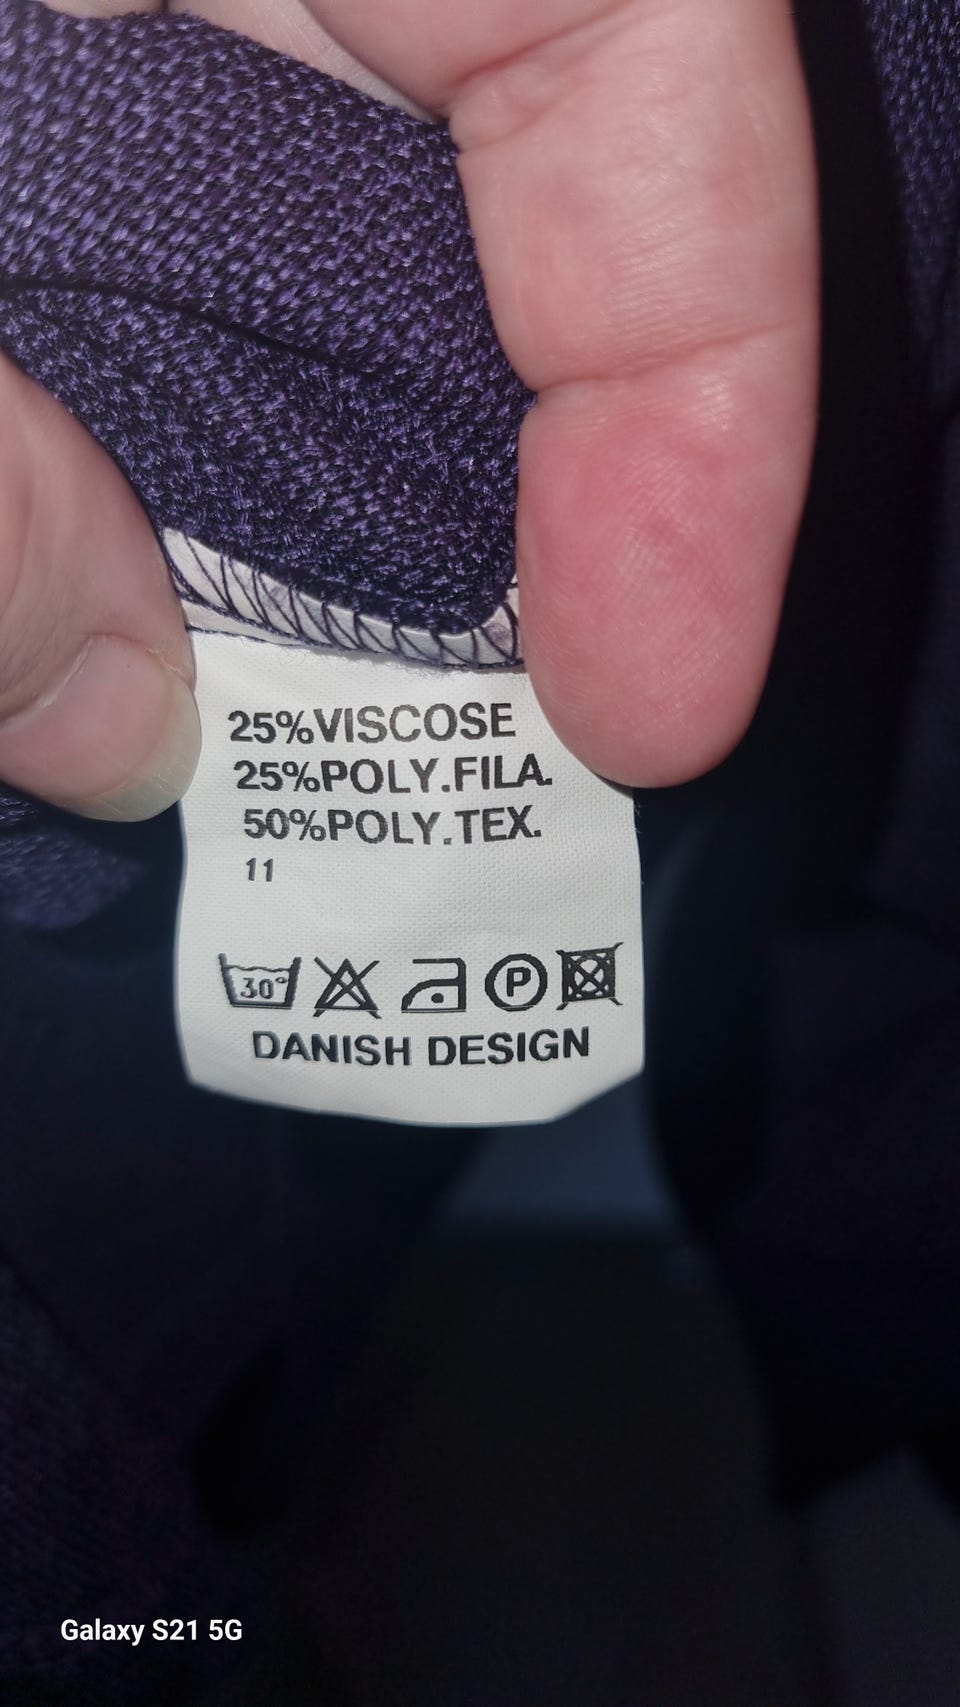 25%VISCOSE
25%POLY.FILA.
50%POLY.TEX.
11
30° P
DANISH DESIGN
Galaxy S21 5G